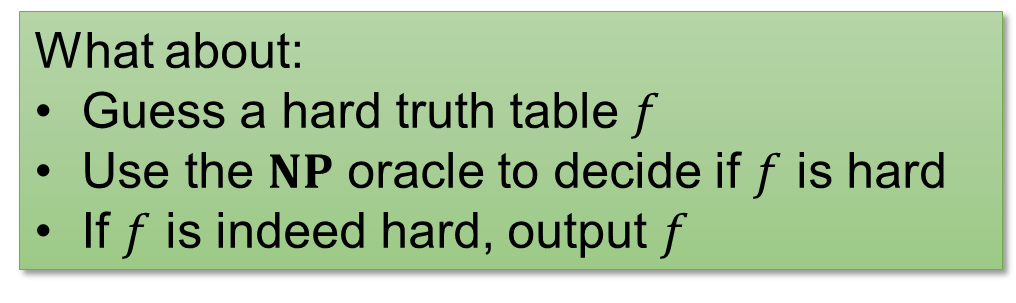 What about:
• Guess a hard truth table 𝑓
• Use the 𝐍𝐏 oracle to decide if 𝑓 is hard
• If 𝑓 is indeed hard, output 𝑓